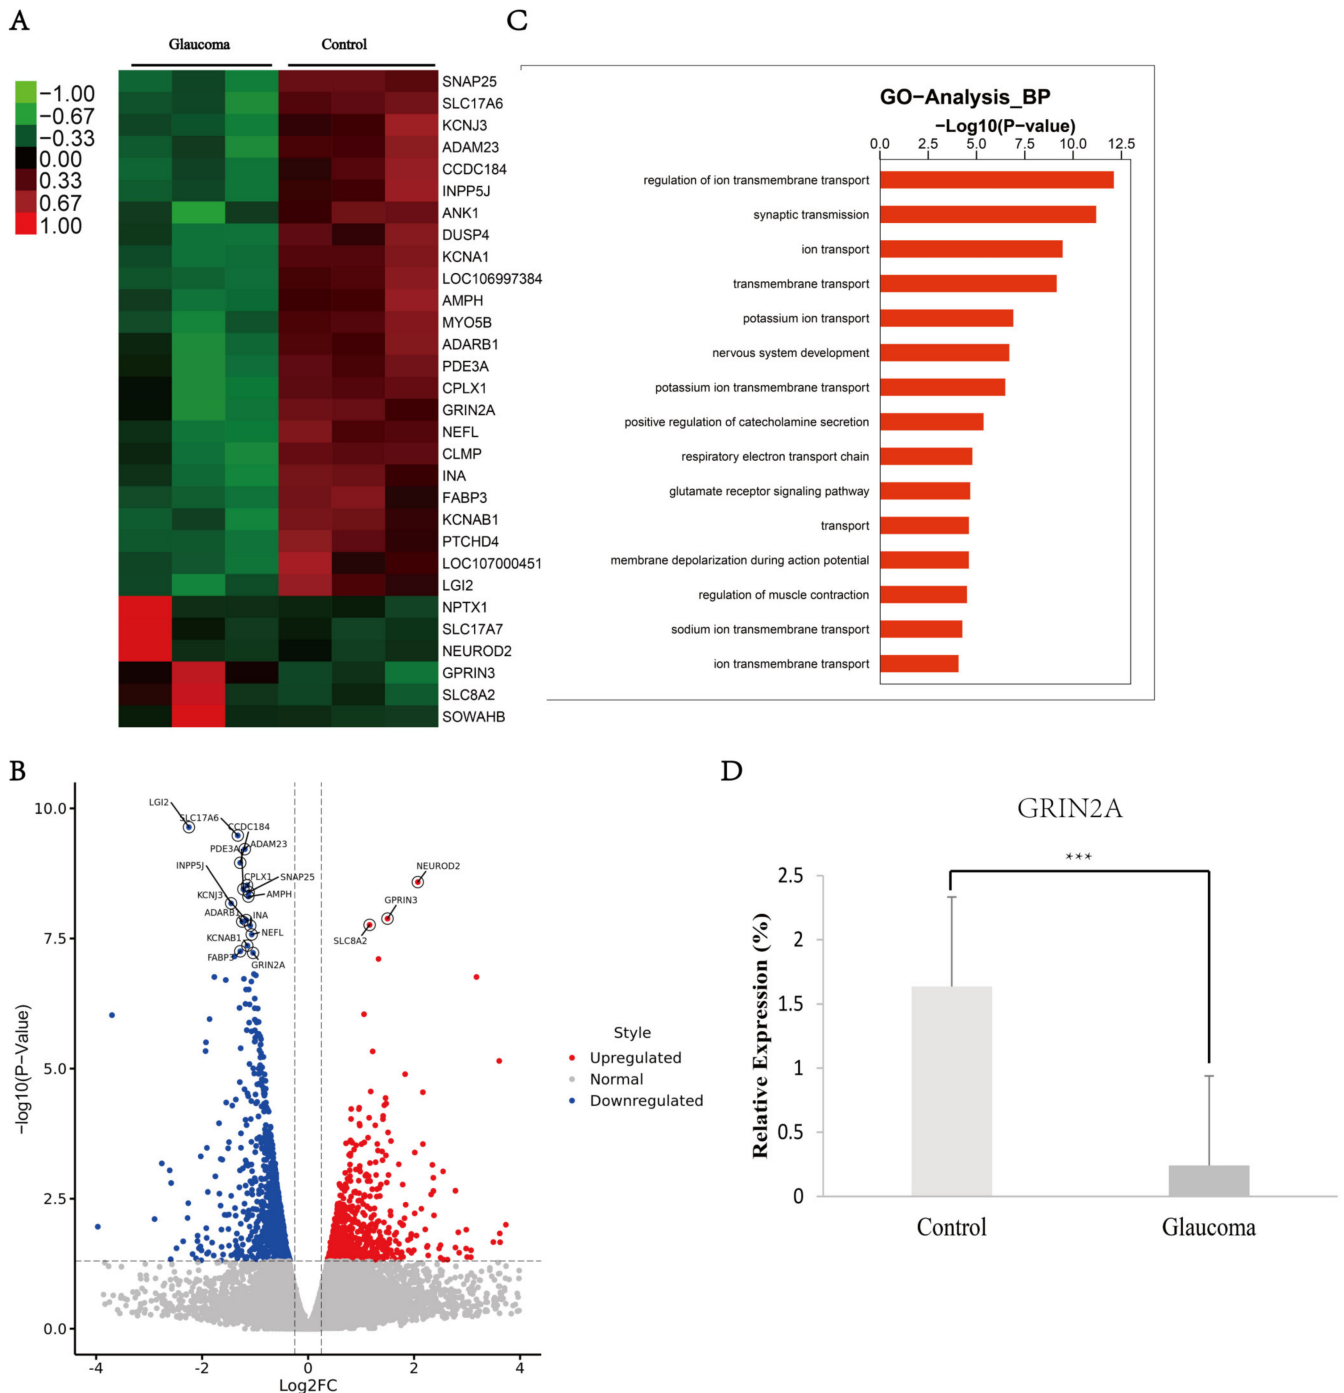 A
Glaucoma Control
−1.00
−0.67
−0.33
0.00
0.33
0.67
1.00
SNAP25
SLC17A6
KCNJ3
ADAM23
CCDC184
INPP5J
ANK1
DUSP4
KCNA1
LOC106997384
AMPH
MYO5B
ADARB1
PDE3A
CPLX1
GRIN2A
NEFL
CLMP
INA
FABP3
KCNAB1
PTCHD4
LOC107000451
LGI2
NPTX1
SLC17A7
NEUROD2
GPRIN3
SLC8A2
SOWAHB
C
GO−Analysis_BP
−Log10(P−value)
0.0 2.5 5.0 7.5 10.0 12.5
regulation of ion transmembrane transport
synaptic transmission
ion transport
transmembrane transport
potassium ion transport
nervous system development
potassium ion transmembrane transport
positive regulation of catecholamine secretion
respiratory electron transport chain
glutamate receptor signaling pathway
transport
membrane depolarization during action potential
regulation of muscle contraction
sodium ion transmembrane transport
ion transmembrane transport
B
−log10(P−Value)
10.0
7.5
5.0
2.5
0.0
LGI2
SLC17A6
CCDC184
PDE3A
ADAM23
INPP5J
CPLX1
SNAP25
KCNJ3
AMPH
ADARB1
INA
NEFL
KCNAB1
FABP3
GRIN2A
NEUROD2
GPRIN3
SLC8A2
-4 -2 0 2 4
Log2FC
Style
Upregulated
Normal
Downregulated
D
GRIN2A
***
Relative Expression (%)
2.5
2
1.5
1
0.5
0
Control Glaucoma